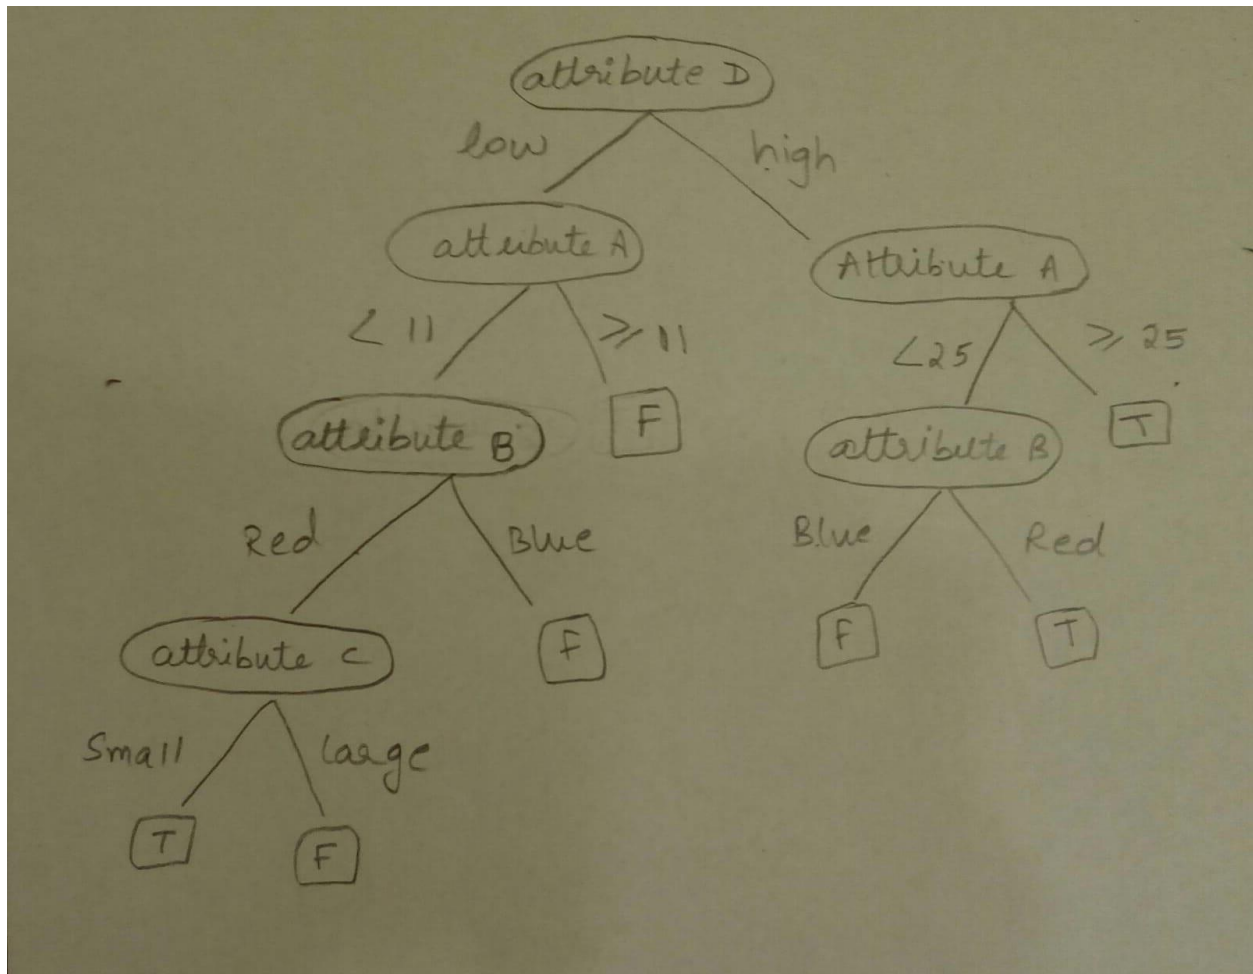 attribute D
low high
attribute A
Attribute A
< 11 ≥ 11
<25 ≥ 25
attribute B F
attribute B T
Red Blue
Blue Red
attribute C F
F T
Small large
T F